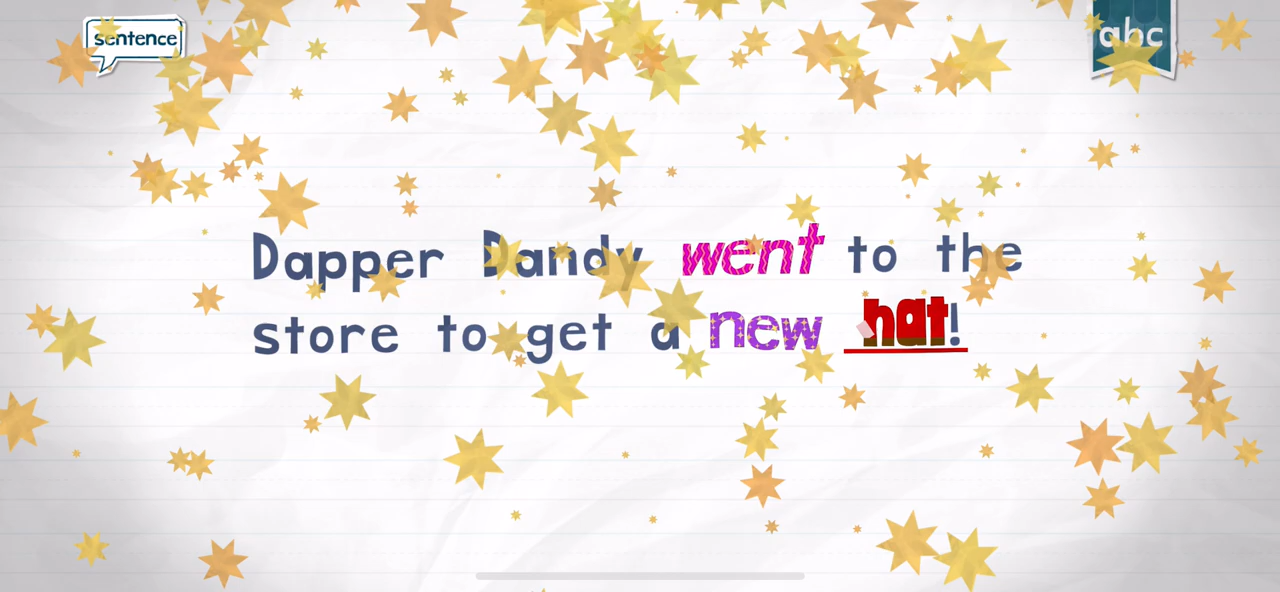 sentence
abc
Dapper Dandy went to the
store to get a new hat!